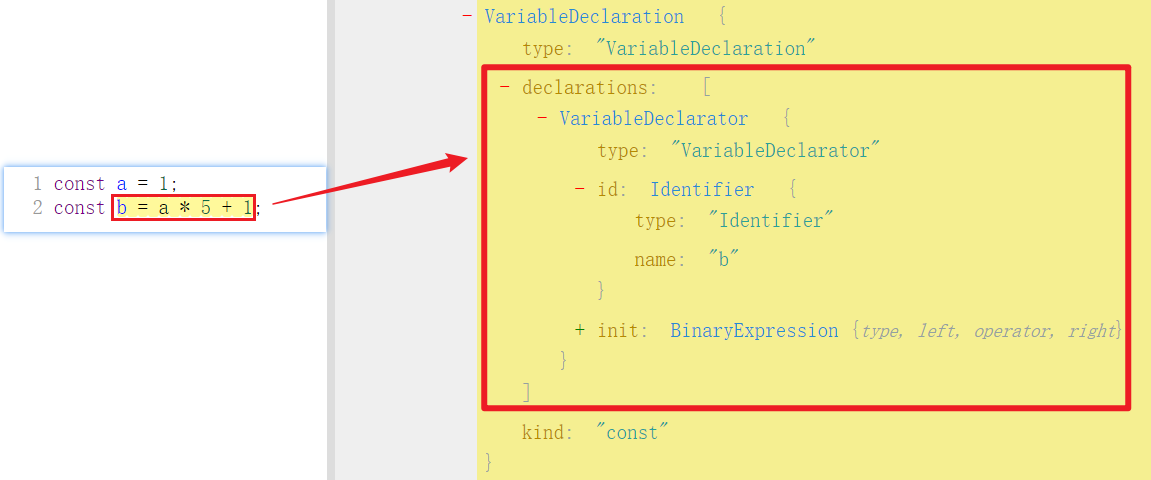 1 const a = 1;
2 const b = a * 5 + 1;
- VariableDeclaration {
type: "VariableDeclaration"
- declarations: [
- VariableDeclarator {
type: "VariableDeclarator"
- id: Identifier {
type: "Identifier"
name: "b"
}
+ init: BinaryExpression {type, left, operator, right}
}
]
kind: "const"
}